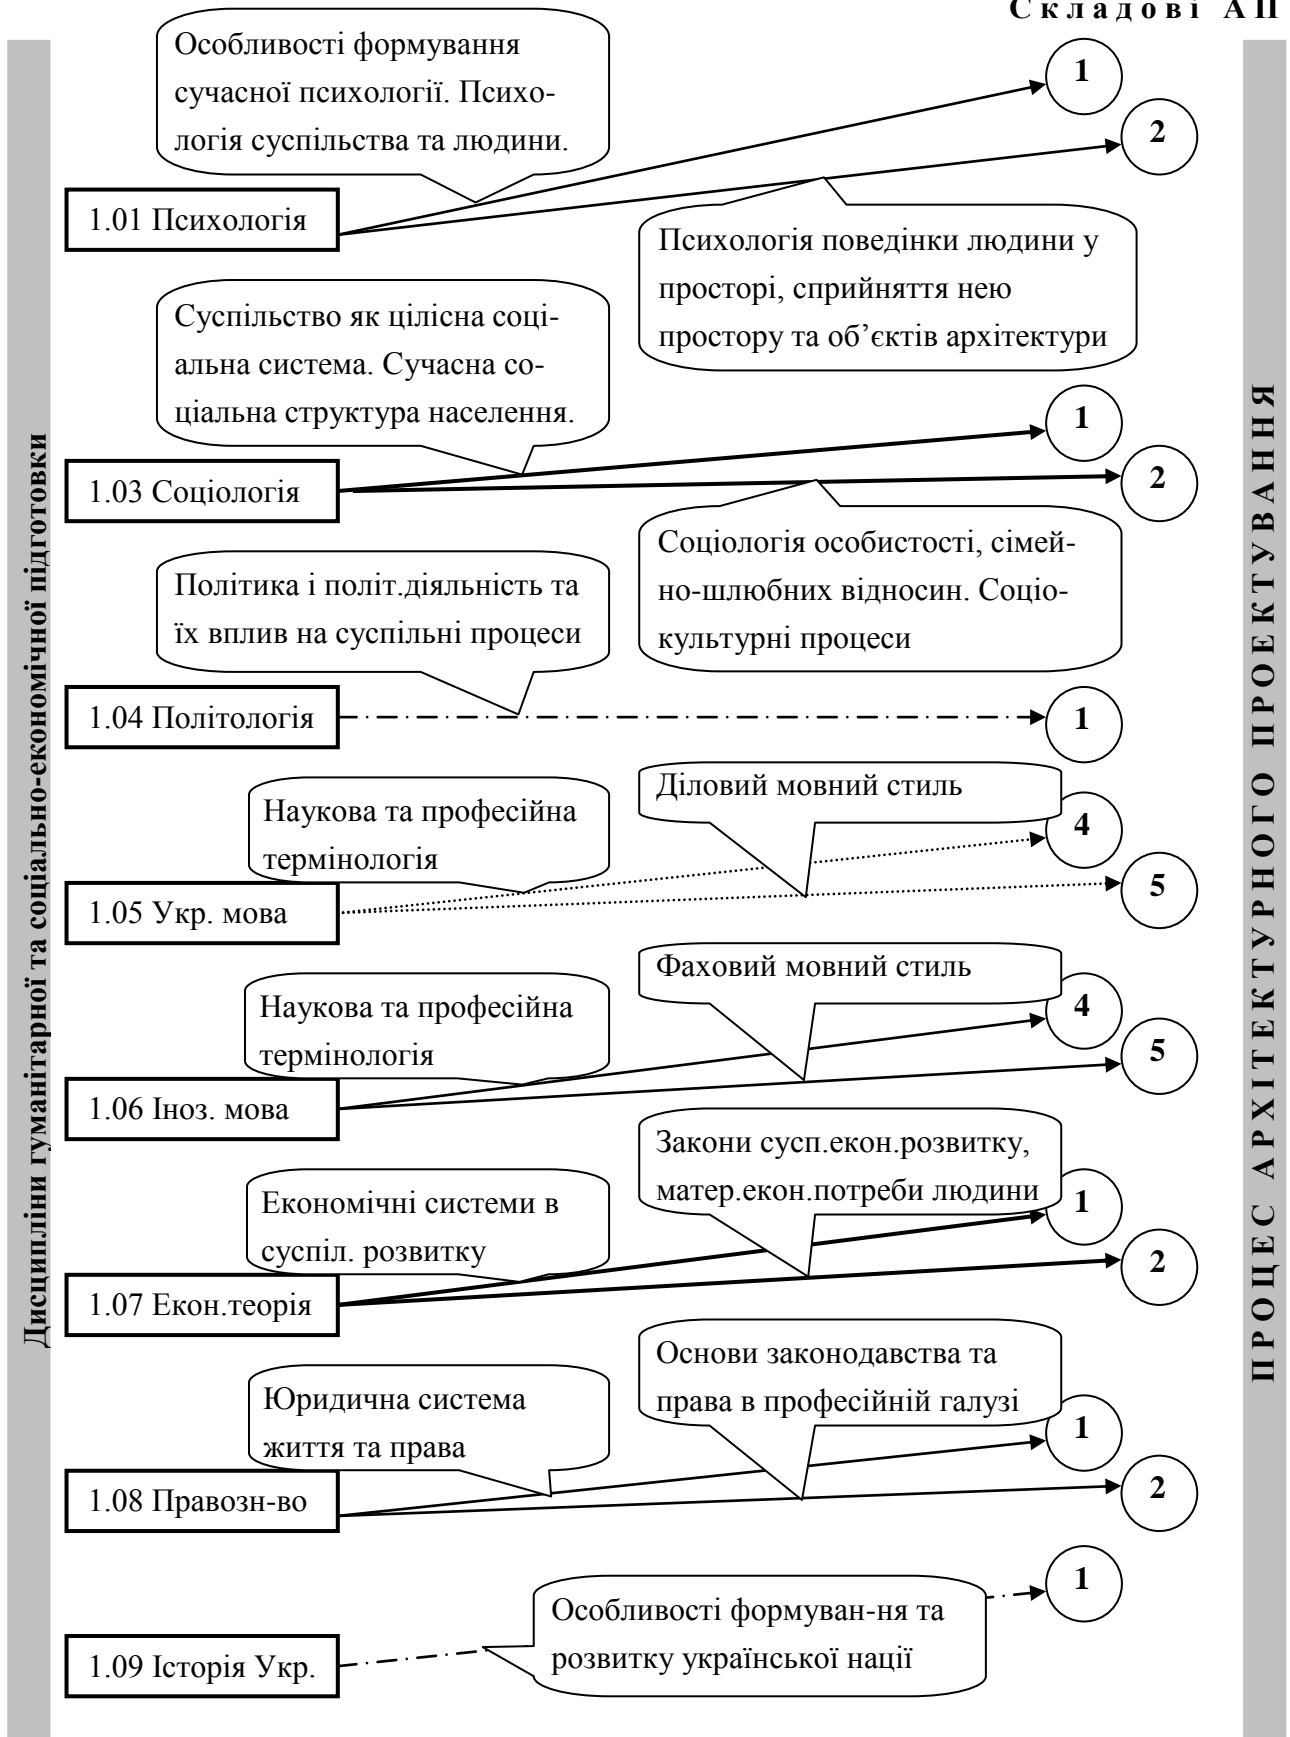 Складові АП
Дисципліни гуманітарної та соціально-економічної підготовки
Особливості формування
сучасної психології. Психо-
логія суспільства та людини.
1
2
1.01 Психологія
Психологія поведінки людини у
просторі, сприйняття нею
простору та об’єктів архітектури
Суспільство як цілісна соці-
альна система. Сучасна со-
ціальна структура населення.
1
2
1.03 Соціологія
Соціологія особистості, сімей-
но-шлюбних відносин. Соціо-
культурні процеси
Політика і політ.діяльність та
їх вплив на суспільні процеси
1.04 Політологія
1
Наукова та професійна
термінологія
Діловий мовний стиль
4
5
1.05 Укр. мова
Наукова та професійна
термінологія
Фаховий мовний стиль
4
5
1.06 Іноз. мова
Економічні системи в
суспіл. розвитку
Закони сусп.екон.розвитку,
матер.екон.потреби людини
1
2
1.07 Екон.теорія
Юридична система
життя та права
Основи законодавства та
права в професійній галузі
1
2
1.08 Правозн-во
1
Особливості формуван-ня та
розвитку української нації
1.09 Історія Укр.
ПРОЦЕС АРХІТЕКТУРНОГО ПРОЕКТУВАННЯ